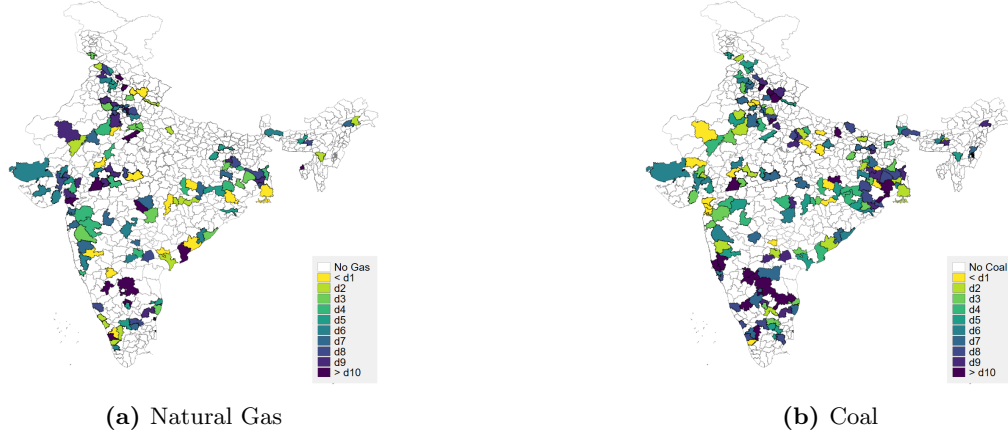 No Gas
< d1
d2
d3
d4
d5
d6
d7
d8
d9
> d10
No Coal
< d1
d2
d3
d4
d5
d6
d7
d8
d9
> d10
(a) Natural Gas
(b) Coal